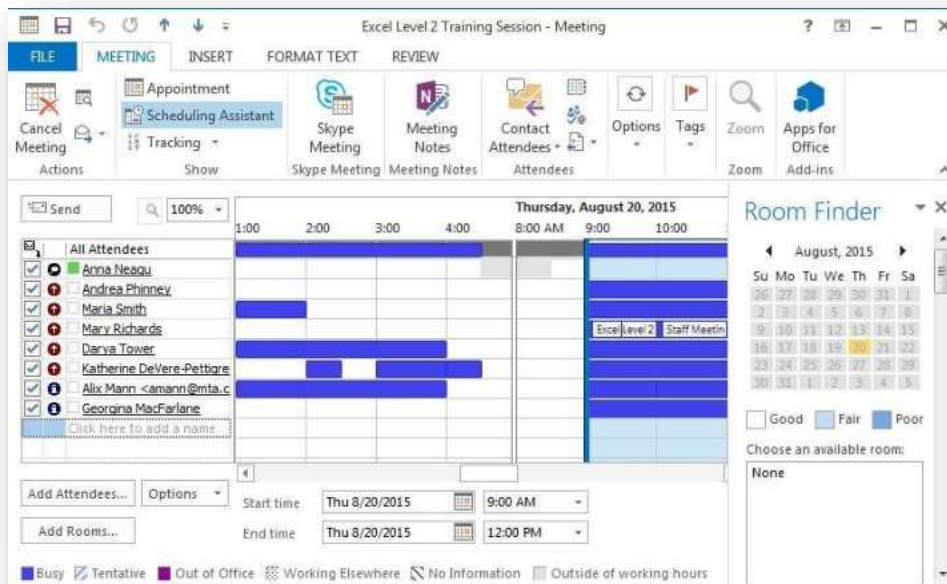 Excel Level 2 Training Session - Meeting
?
FILE MEETING INSERT FORMAT TEXT REVIEW
Cancel Meeting
Actions
Appointment
Scheduling Assistant
Tracking
Show
Skype Meeting
Skype Meeting
Meeting Notes
Meeting Notes
Contact Attendees
Attendees
Options
Tags
Zoom
Zoom
Apps for Office
Add-ins
Send
100%
Thursday, August 20, 2015
1:00 2:00 3:00 4:00 8:00 AM 9:00 10:00
All Attendees
Anna Neagu
Andrea Phinney
Maria Smith
Mary Richards
Excel Level 2 Staff Meetin
Darya Tower
Katherine DeVere-Pettigre
Alix Mann <amann@mta.c
Georgina MacFarlane
Click here to add a name
Add Attendees... Options
Add Rooms...
Start time Thu 8/20/2015 9:00 AM
End time Thu 8/20/2015 12:00 PM
Busy Tentative Out of Office Working Elsewhere No Information Outside of working hours
Room Finder
August, 2015
Su Mo Tu We Th Fr Sa
26 27 28 29 30 31 1
2 3 4 5 6 7 8
9 10 11 12 13 14 15
16 17 18 19 20 21 22
23 24 25 26 27 28 29
30 31 1 2 3 4 5
Good Fair Poor
Choose an available room:
None